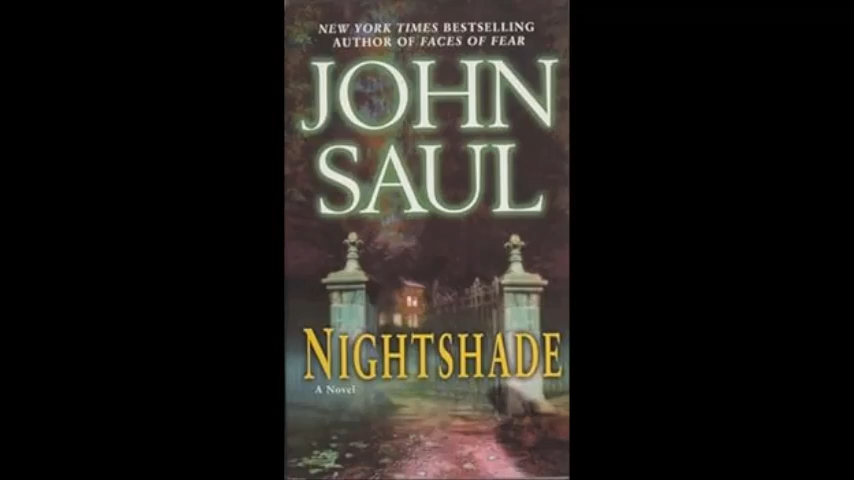 NEW YORK TIMES BESTSELLING
AUTHOR OF FACES OF FEAR
JOHN
SAUL
NIGHTSHADE
A Novel